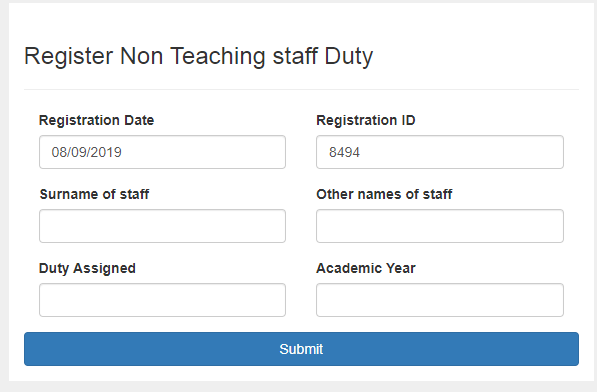 Register Non Teaching staff Duty
Registration Date
Registration ID
08/09/2019
8494
Surname of staff
Other names of staff
Duty Assigned
Academic Year
Submit